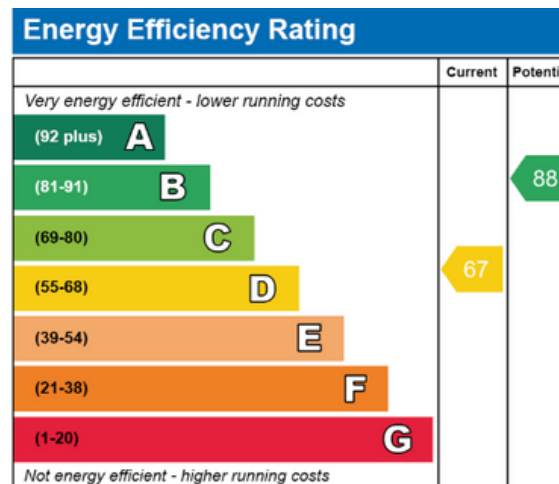 Energy Efficiency Rating
Current Potenti
Very energy efficient - lower running costs
(92 plus) A
(81-91) B
88
(69-80) C
(55-68) D
67
(39-54) E
(21-38) F
(1-20) G
Not energy efficient - higher running costs